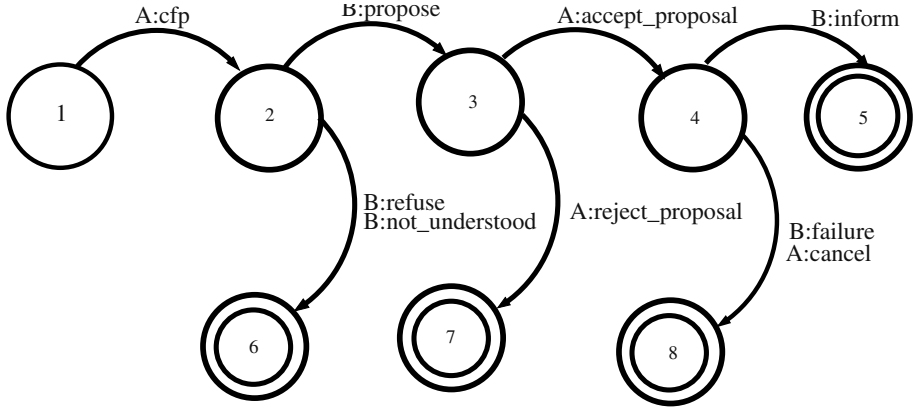 A:cfp
B:propose
A:accept_proposal
B:inform
1
2
3
4
5
B:refuse
B:not_understood
A:reject_proposal
B:failure
A:cancel
6
7
8